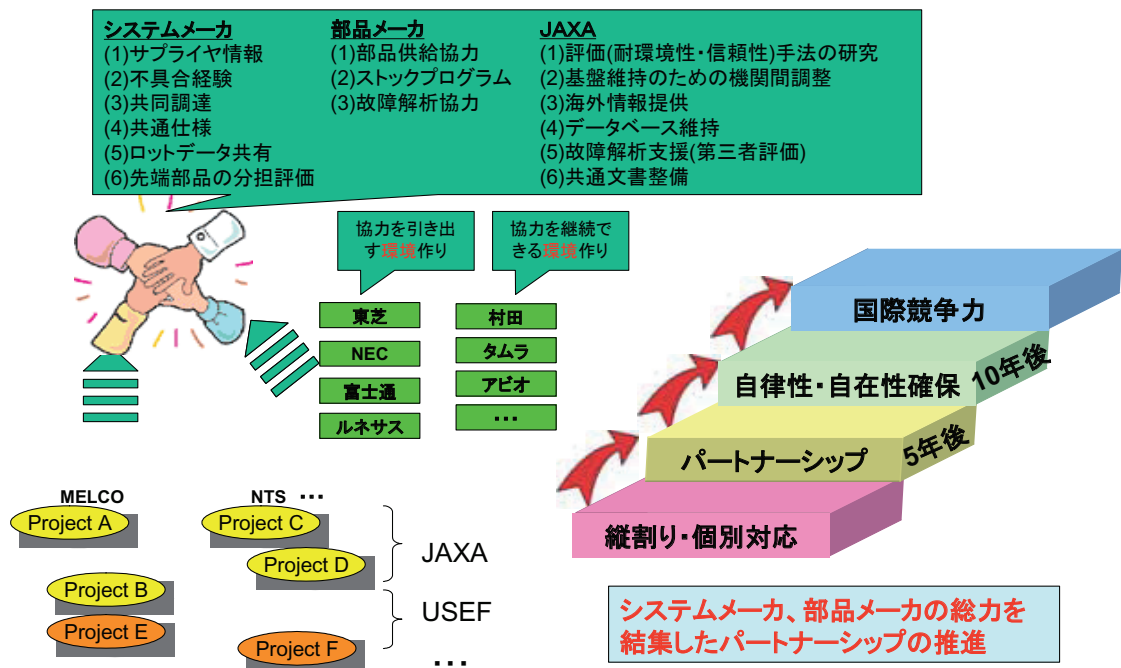 システムメーカ
(1)サプライヤ情報
(2)不具合経験
(3)共同調達
(4)共通仕様
(5)ロットデータ共有
(6)先端部品の分担評価
部品メーカ
(1)部品供給協力
(2)ストックプログラム
(3)故障解析協力
JAXA
(1)評価(耐環境性・信頼性)手法の研究
(2)基盤維持のための機関間調整
(3)海外情報提供
(4)データベース維持
(5)故障解析支援(第三者評価)
(6)共通文書整備
協力を引き出
す環境作り
協力を継続で
きる環境作り
東芝
NEC
富士通
ルネサス
村田
タムラ
アビオ
…
国際競争力
自律性・自在性確保
10年後
パートナーシップ
5年後
縦割り・個別対応
MELCO
NTS …
Project A
Project C
Project D
JAXA
Project B
Project E
USEF
Project F
…
システムメーカ、部品メーカの総力を
結集したパートナーシップの推進